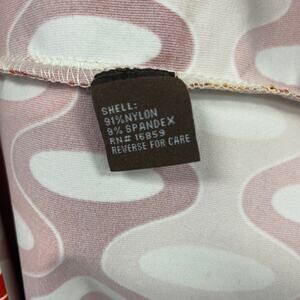 SHELL:
91% NYLON
9% SPANDEX
RN# 16859
REVERSE FOR CARE